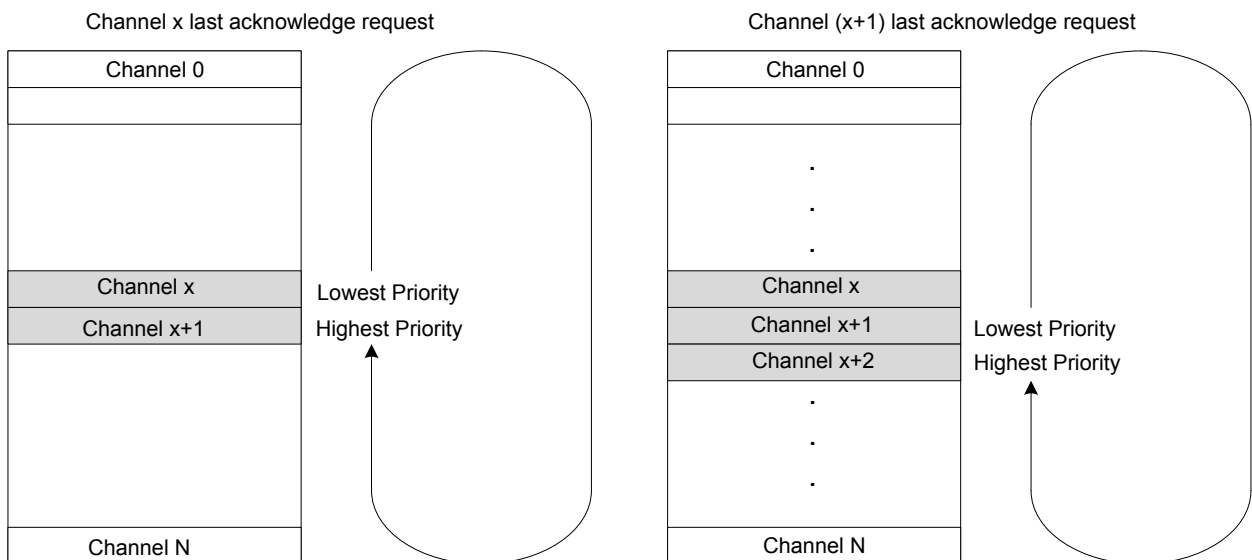 Channel x last acknowledge request
Channel 0
Channel x
Lowest Priority
Channel x+1
Highest Priority
Channel N
Channel (x+1) last acknowledge request
Channel 0
.
.
.
Channel x
Channel x+1
Lowest Priority
Channel x+2
Highest Priority
.
.
.
Channel N